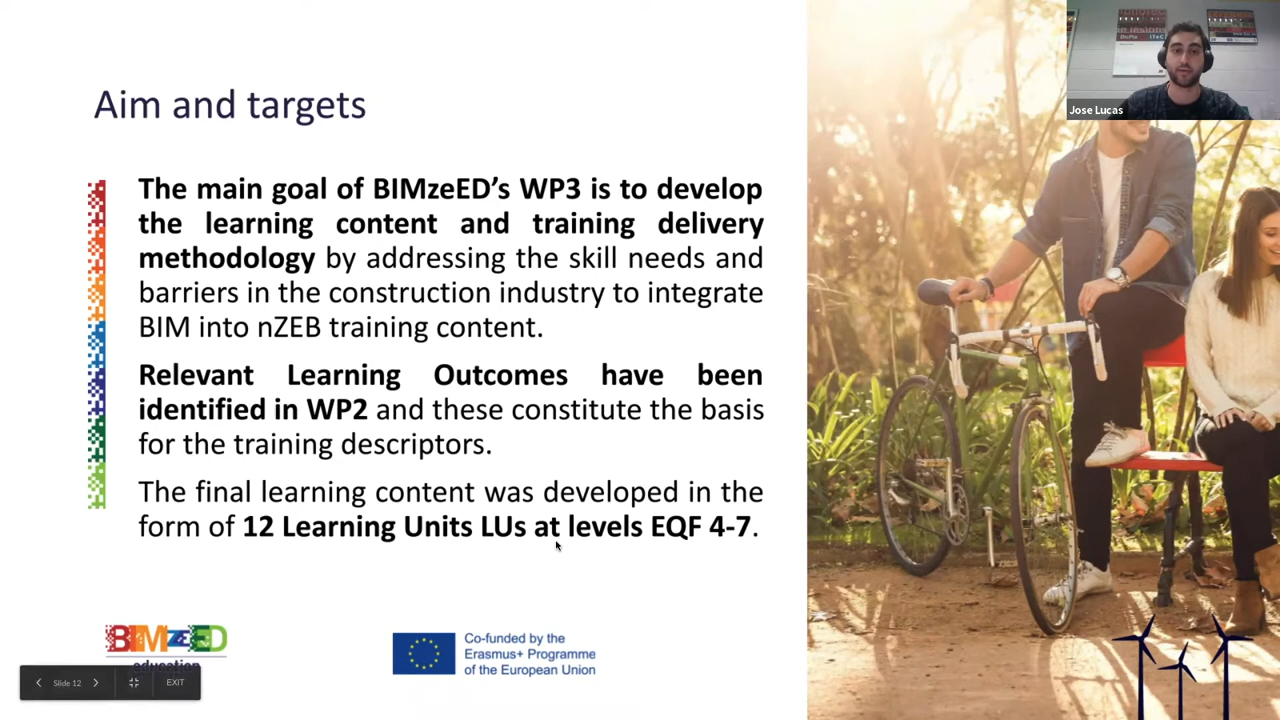 Aim and targets
The main goal of BIMzeED’s WP3 is to develop
the learning content and training delivery
methodology by addressing the skill needs and
barriers in the construction industry to integrate
BIM into nZEB training content.
Relevant Learning Outcomes have been
identified in WP2 and these constitute the basis
for the training descriptors.
The final learning content was developed in the
form of 12 Learning Units LUs at levels EQF 4-7.
BIMzeED
education
Co-funded by the
Erasmus+ Programme
of the European Union
Slide 12
EXIT
Jose Lucas